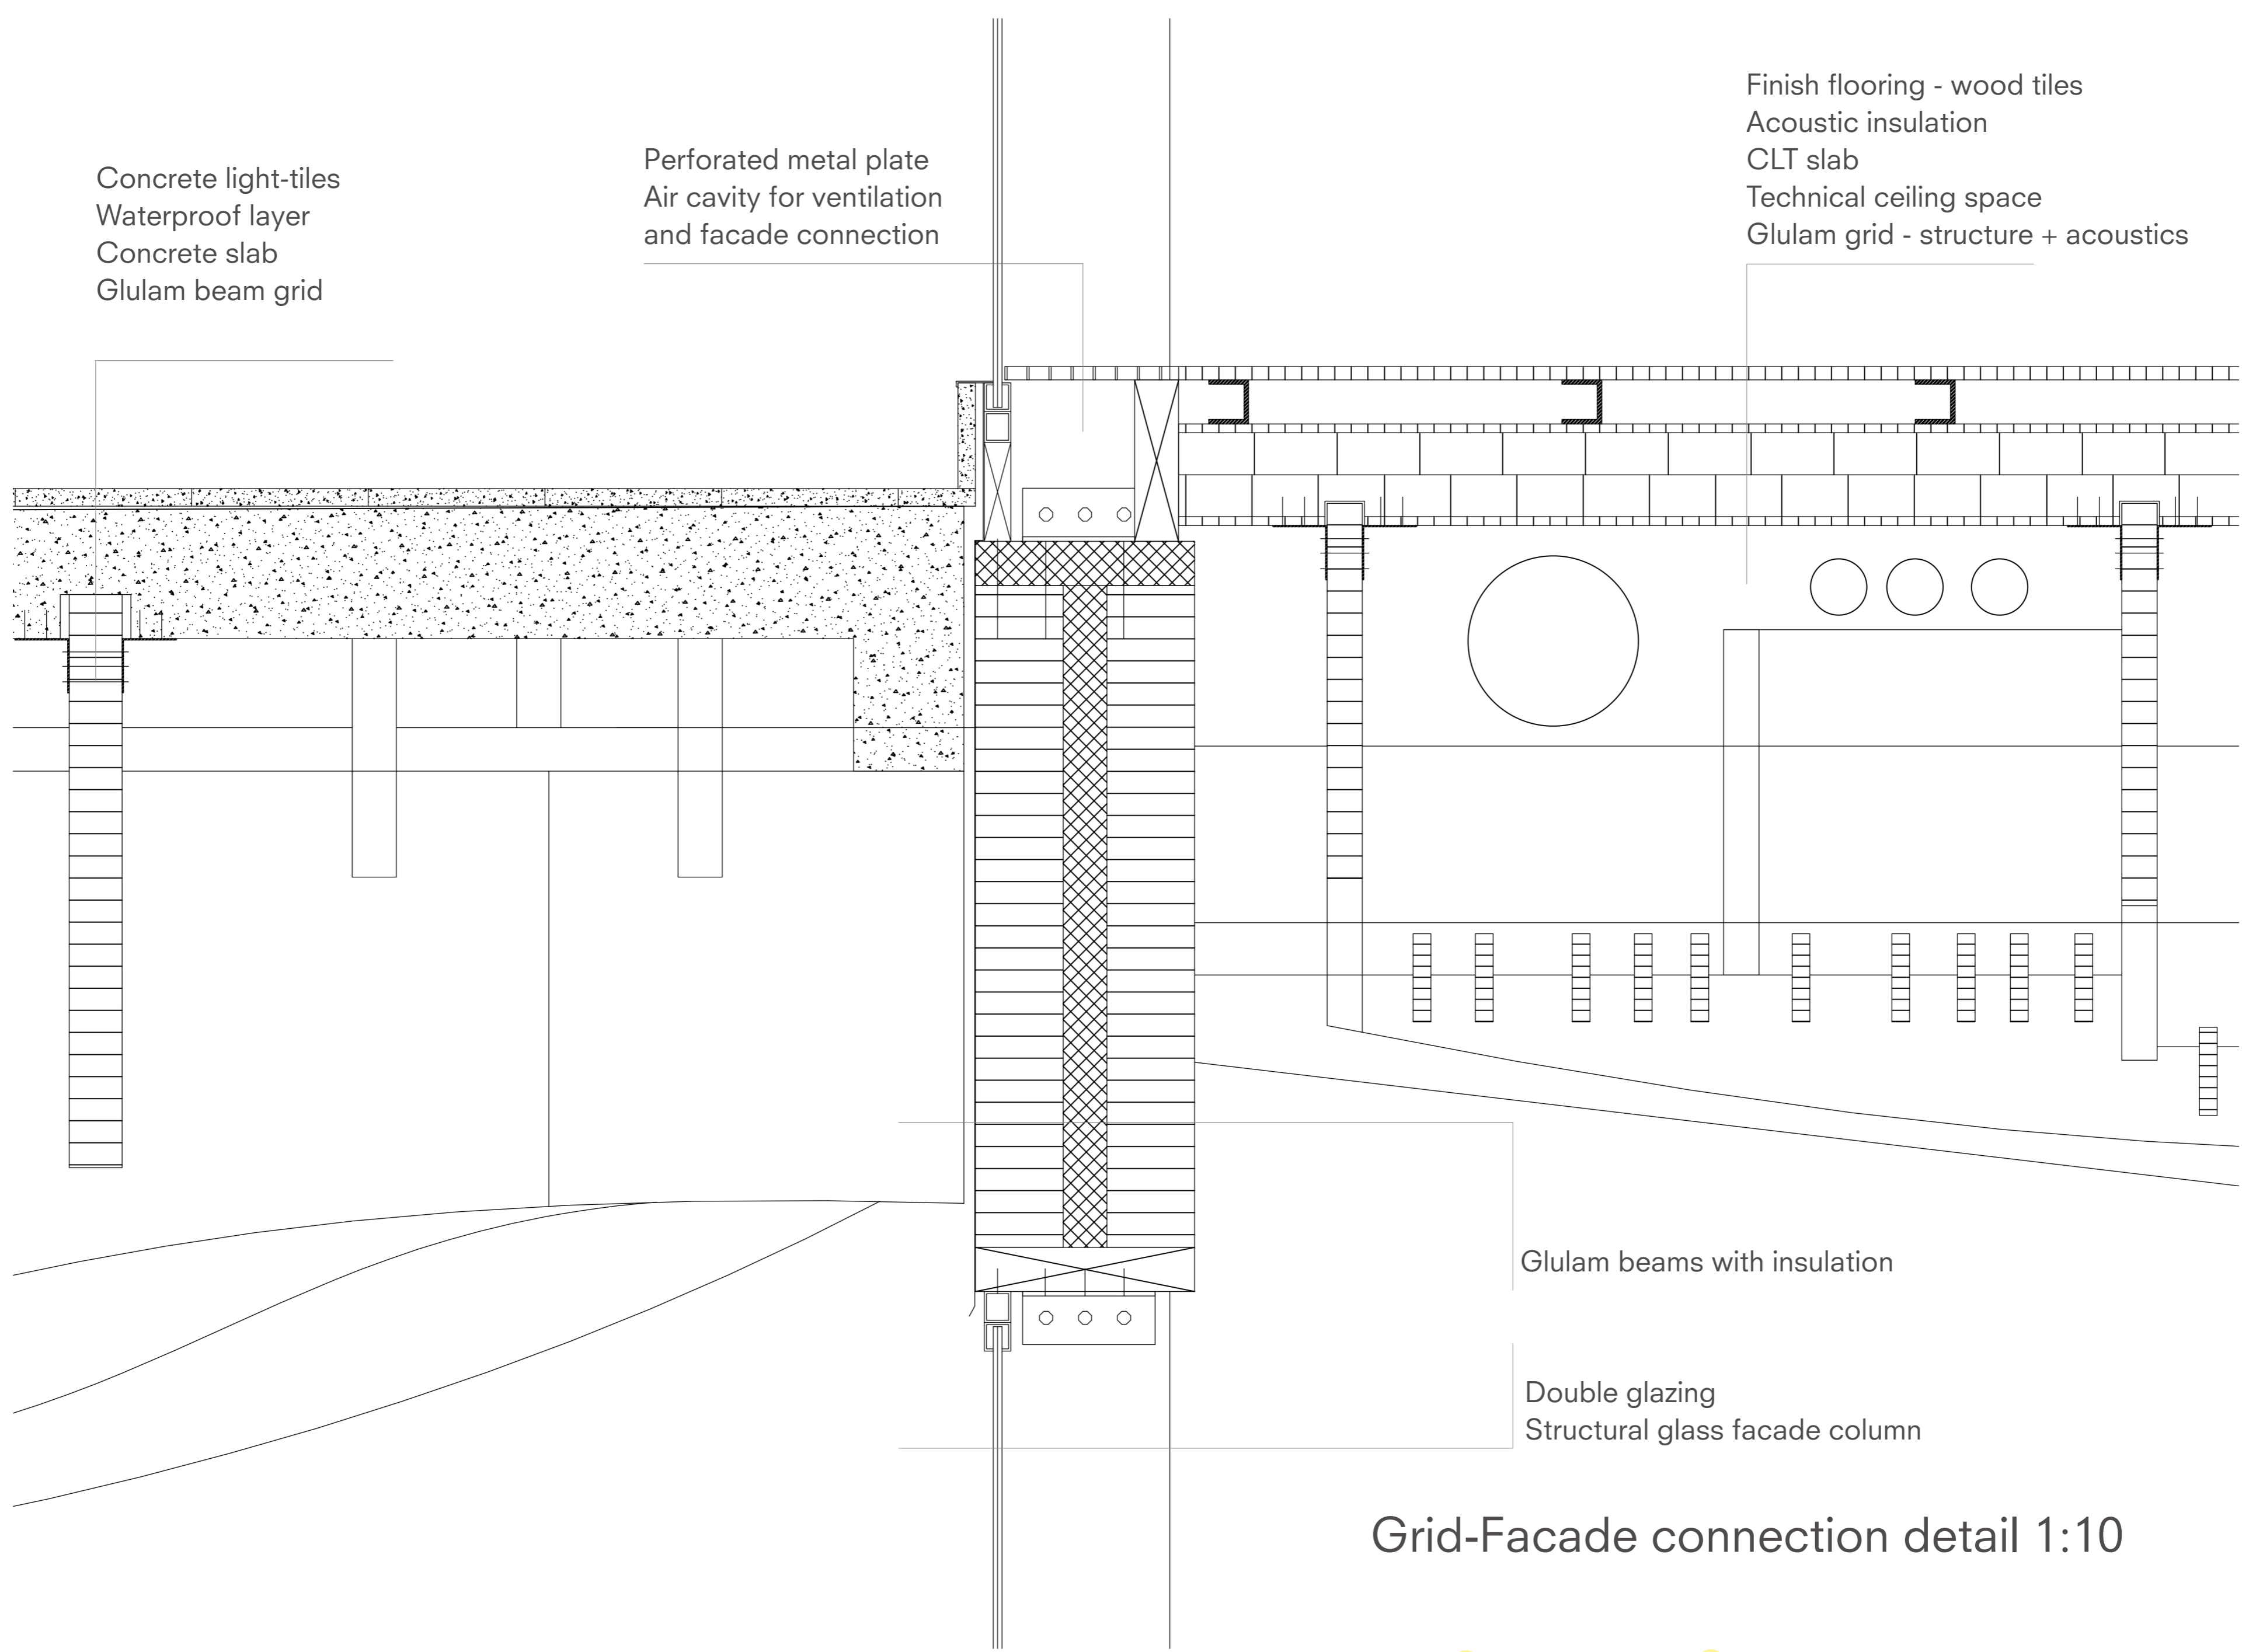 Finish flooring - wood tiles
Acoustic insulation
CLT slab
Technical ceiling space
Glulam grid - structure + acoustics
Perforated metal plate
Air cavity for ventilation
and facade connection
Concrete light-tiles
Waterproof layer
Concrete slab
Glulam beam grid
Glulam beams with insulation
Double glazing
Structural glass facade column
Grid-Facade connection detail 1:10